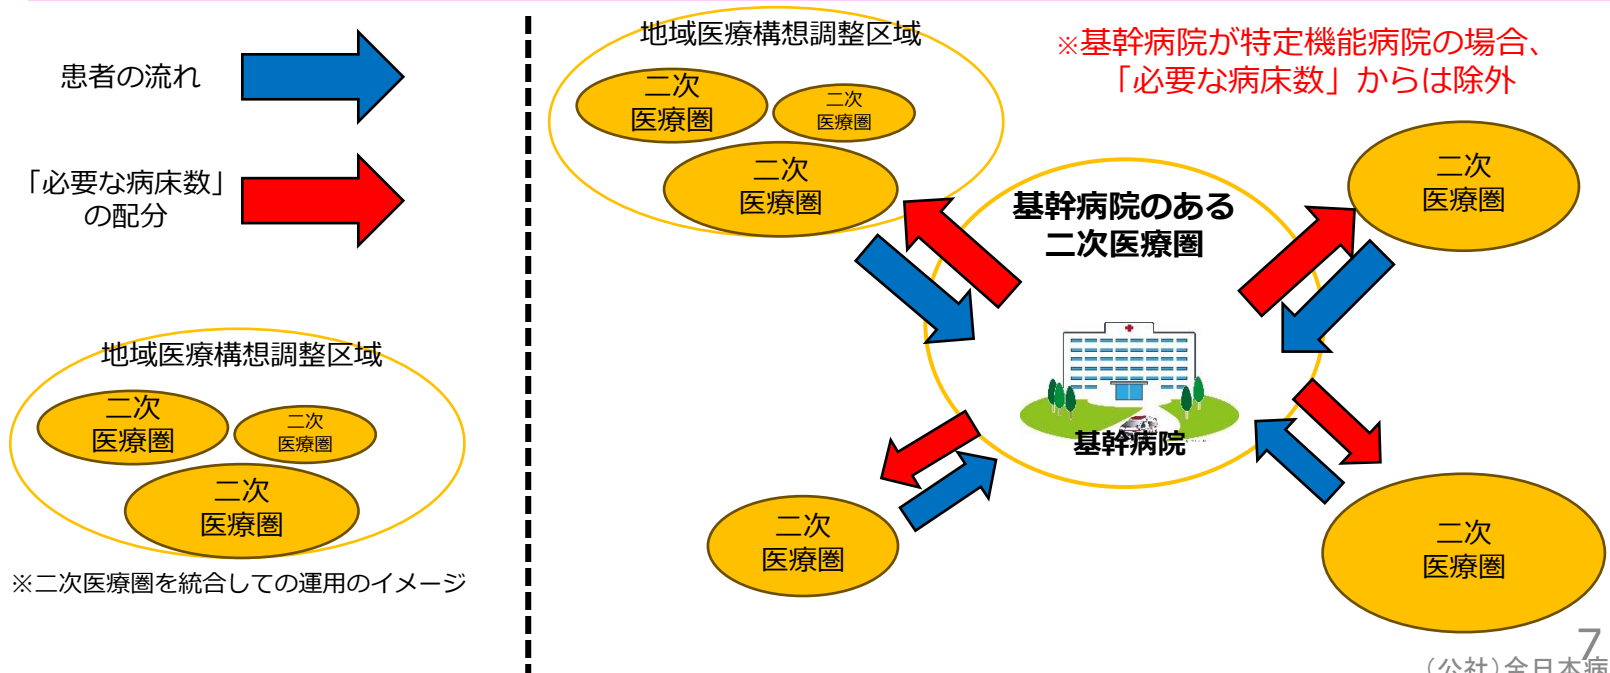 患者の流れ
「必要な病床数」
の配分
地域医療構想調整区域
二次
医療圏
二次
医療圏
二次
医療圏
※二次医療圏を統合しての運用のイメージ
地域医療構想調整区域
二次
医療圏
二次
医療圏
二次
医療圏
※基幹病院が特定機能病院の場合、
「必要な病床数」からは除外
基幹病院のある
二次医療圏
二次
医療圏
基幹病院
二次
医療圏
二次
医療圏
7
(公社)全日本病